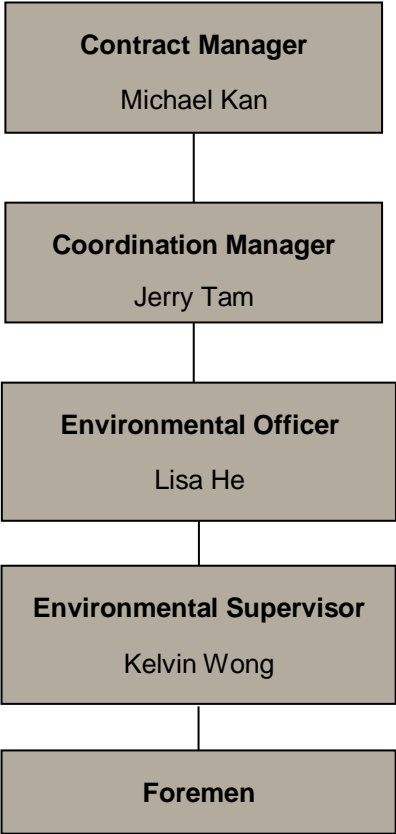 Contract Manager
Michael Kan
Coordination Manager
Jerry Tam
Environmental Officer
Lisa He
Environmental Supervisor
Kelvin Wong
Foremen